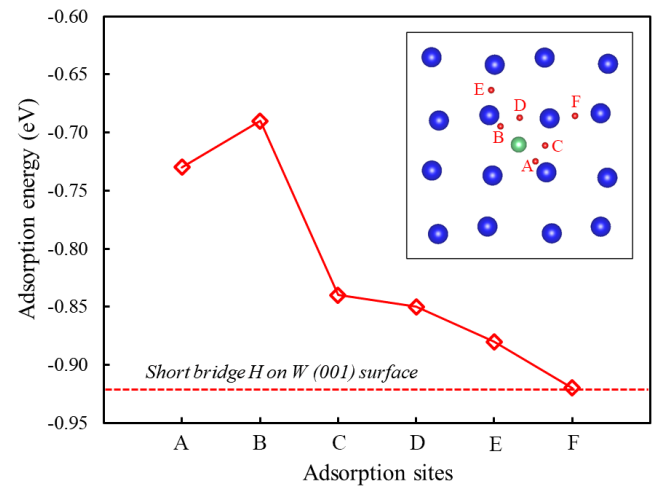 -0.60
-0.65
-0.70
-0.75
-0.80
-0.85
-0.90
-0.95
Adsorption energy (eV)
E
D
F
B
C
A
Short bridge H on W (001) surface
A B C D E F
Adsorption sites